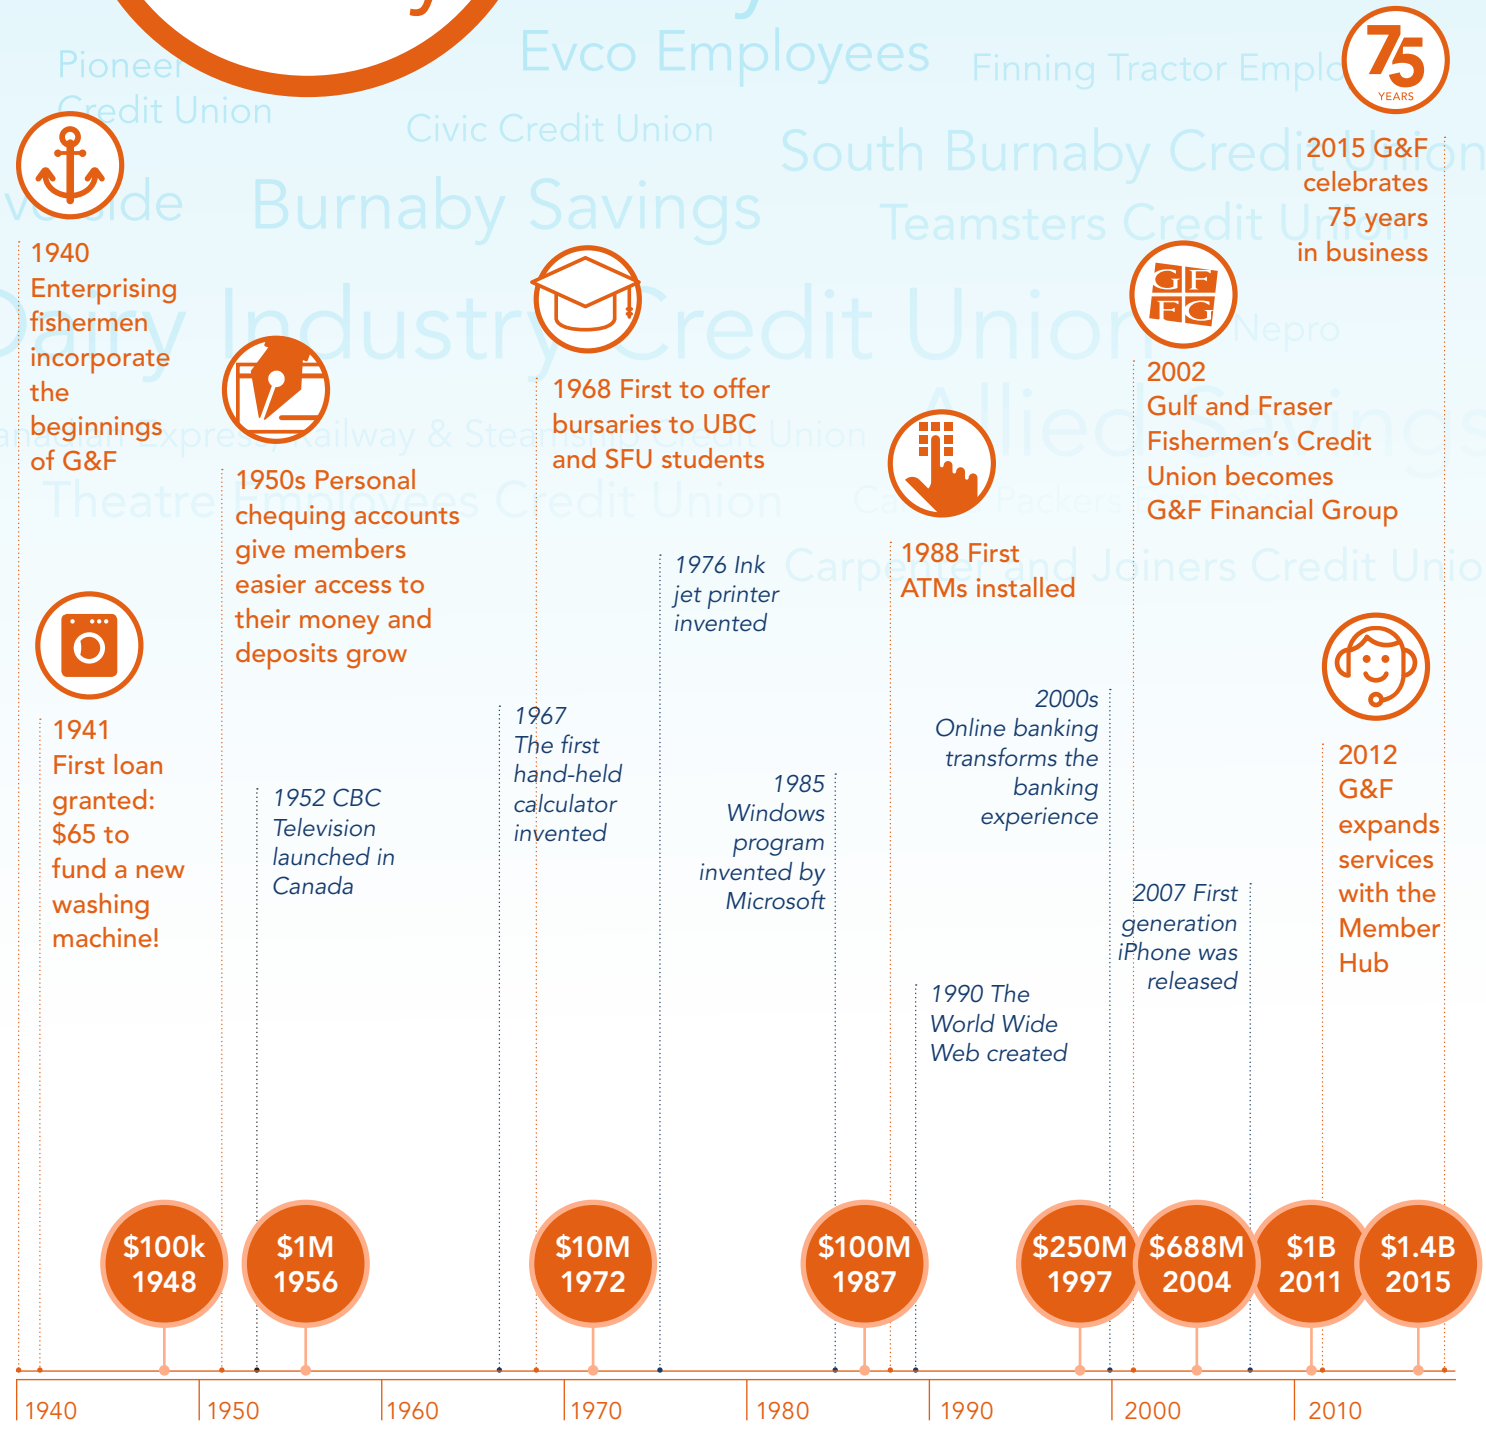 Evco Employees
Pioneer
Credit Union
Finning Tractor Emplo
75
YEARS
Civic Credit Union
South Burnaby Credit Union
Burnaby Savings
Teamsters Credit Union
Dairy Industry Credit Union
Nepro
Allied Savings
Theatre Employees Credit Union
1940
Enterprising
fishermen
incorporate
the
beginnings
of G&F
1941
First loan
granted:
$65 to
fund a new
washing
machine!
1950s Personal
chequing accounts
give members
easier access to
their money and
deposits grow
1952 CBC
Television
launched in
Canada
1967
The first
hand-held
calculator
invented
1968 First to offer
bursaries to UBC
and SFU students
1976 Ink
jet printer
invented
1985
Windows
program
invented by
Microsoft
1988 First
ATMs installed
Carpenter and Joiners Credit Unio
1990 The
World Wide
Web created
2000s
Online banking
transforms the
banking
experience
G F
F G
2002
Gulf and Fraser
Fishermen's Credit
Union becomes
G&F Financial Group
2007 First
generation
iPhone was
released
2012
G&F
expands
services
with the
Member
Hub
2015 G&F
celebrates
75 years
in business
$100k
1948
$1M
1956
$10M
1972
$100M
1987
$250M
1997
$688M
2004
$1B
2011
$1.4B
2015
1940
1950
1960
1970
1980
1990
2000
2010